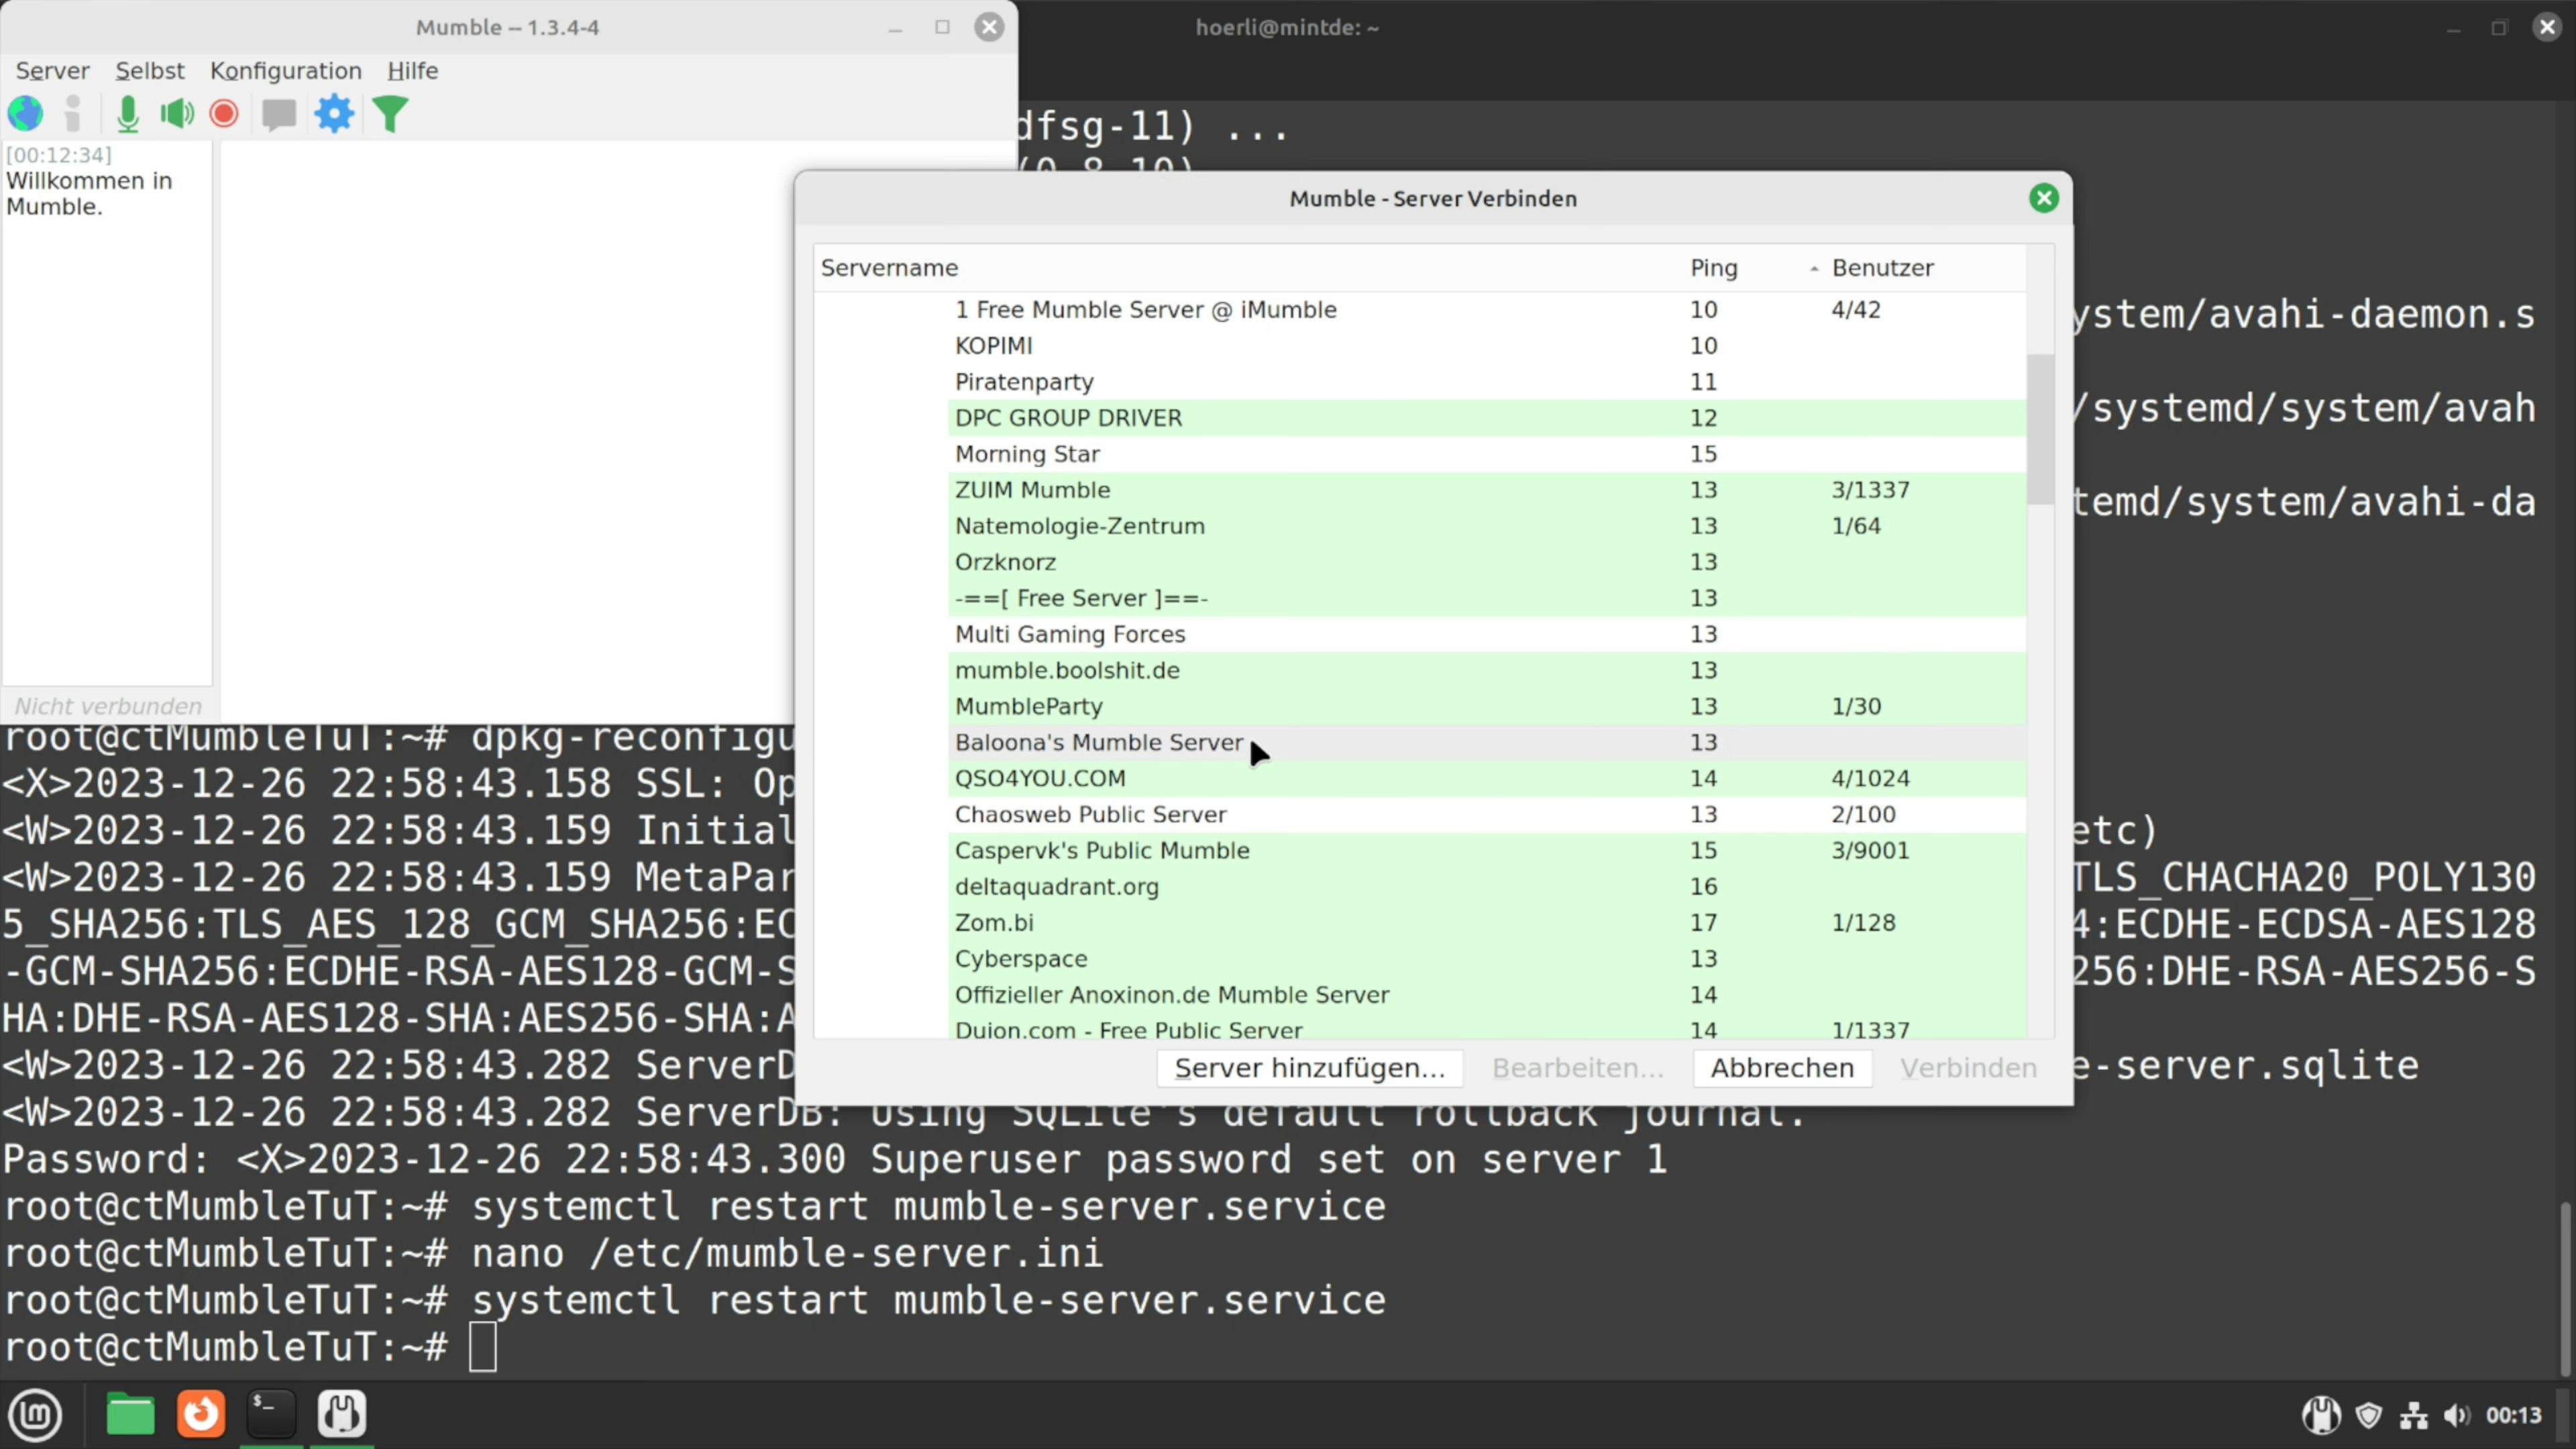 Mumble -- 1.3.4-4
hoerli@mintde: ~
Server Selbst Konfiguration Hilfe
[00:12:34]
Willkommen in
Mumble.
Nicht verbunden
dfsg-11) ...
(0.8-10)
ystem/avahi-daemon.s
/systemd/system/avah
temd/system/avahi-da
Mumble - Server Verbinden
Servername Ping Benutzer
1 Free Mumble Server @ iMumble 10 4/42
KOPIMI 10
Piratenparty 11
DPC GROUP DRIVER 12
Morning Star 15
ZUIM Mumble 13 3/1337
Natemologie-Zentrum 13 1/64
Orzknorz 13
-==[ Free Server ]==- 13
Multi Gaming Forces 13
mumble.boolshit.de 13
MumbleParty 13 1/30
Baloona's Mumble Server 13
QSO4YOU.COM 14 4/1024
Chaosweb Public Server 13 2/100
Caspervk's Public Mumble 15 3/9001
deltaquadrant.org 16
Zom.bi 17 1/128
Cyberspace 13
Offizieller Anoxinon.de Mumble Server 14
Duion.com - Free Public Server 14 1/1337
Server hinzufügen... Bearbeiten... Abbrechen Verbinden
root@ctMumbleTuT:~# dpkg-reconfigu
<X>2023-12-26 22:58:43.158 SSL: Op
<W>2023-12-26 22:58:43.159 Initial etc)
<W>2023-12-26 22:58:43.159 MetaPar TLS_CHACHA20_POLY130
5_SHA256:TLS_AES_128_GCM_SHA256:EC 4:ECDHE-ECDSA-AES128
-GCM-SHA256:ECDHE-RSA-AES128-GCM-S 256:DHE-RSA-AES256-S
HA:DHE-RSA-AES128-SHA:AES256-SHA:A
<W>2023-12-26 22:58:43.282 ServerD e-server.sqlite
<W>2023-12-26 22:58:43.282 ServerDB: Using SQLite's default rollback journal.
Password: <X>2023-12-26 22:58:43.300 Superuser password set on server 1
root@ctMumbleTuT:~# systemctl restart mumble-server.service
root@ctMumbleTuT:~# nano /etc/mumble-server.ini
root@ctMumbleTuT:~# systemctl restart mumble-server.service
root@ctMumbleTuT:~#
00:13